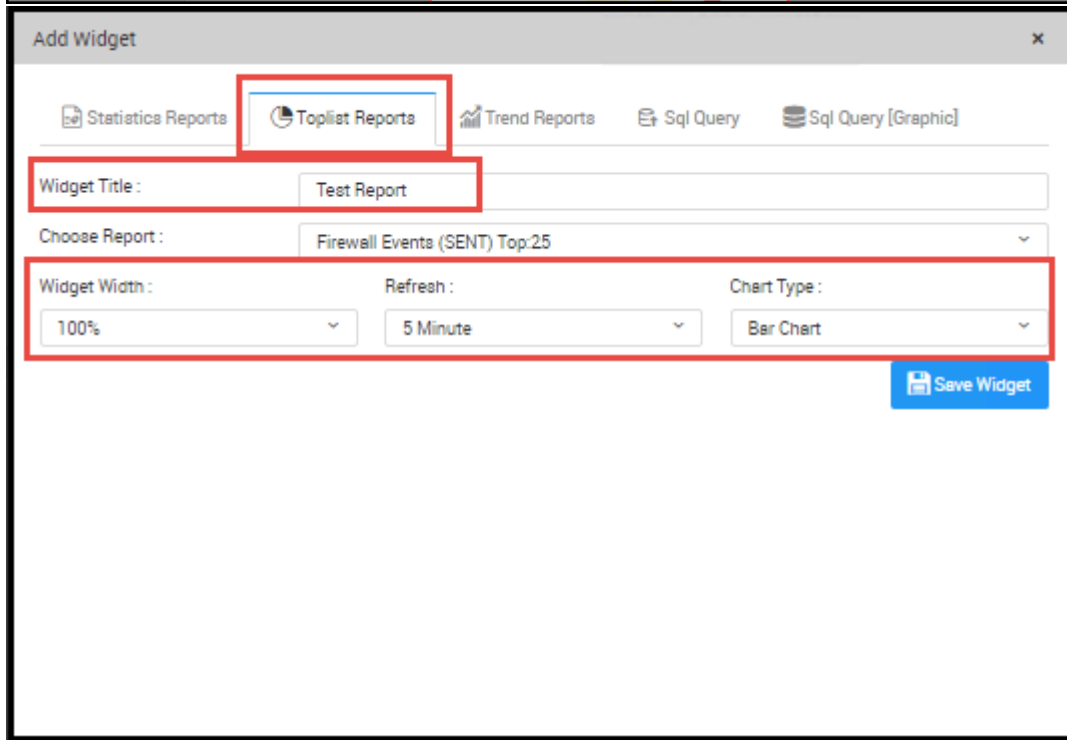 Add Widget ×
Statistics Reports Toplist Reports Trend Reports Sql Query Sql Query [Graphic]
Widget Title : Test Report
Choose Report : Firewall Events (SENT) Top:25
Widget Width : Refresh : Chart Type :
100% 5 Minute Bar Chart
Save Widget